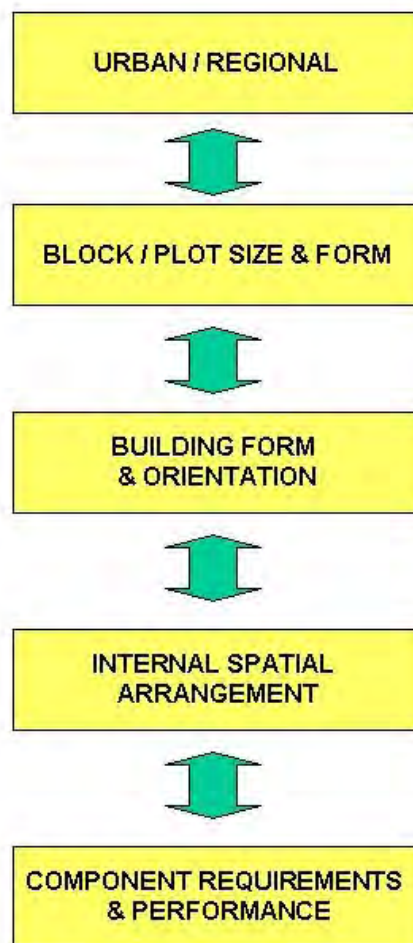 URBAN / REGIONAL
BLOCK / PLOT SIZE & FORM
BUILDING FORM
& ORIENTATION
INTERNAL SPATIAL
ARRANGEMENT
COMPONENT REQUIREMENTS
& PERFORMANCE